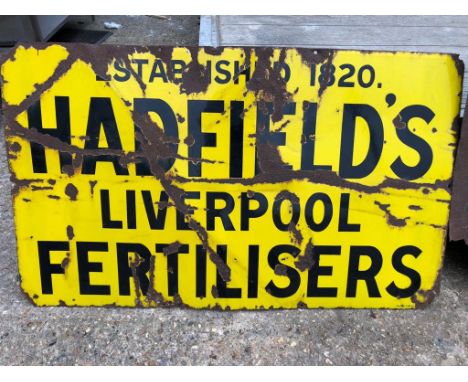 ESTABLISHED 1820.
HADFIELD'S
LIVERPOOL
FERTILISERS